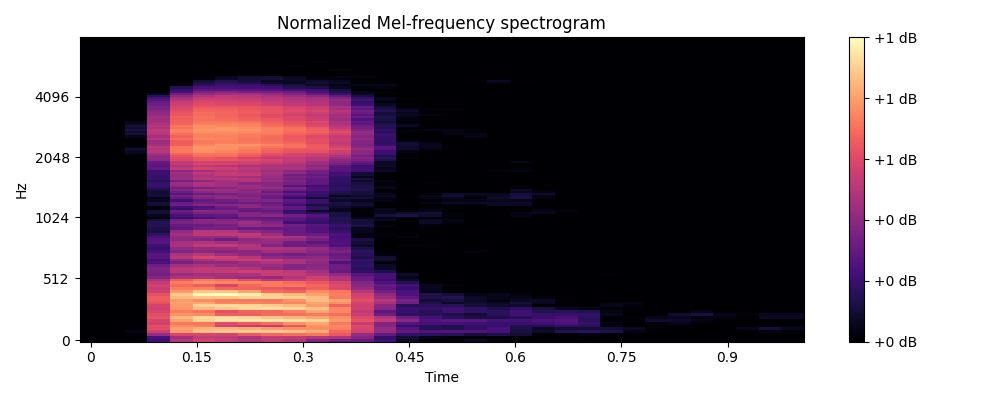 Normalized Mel-frequency spectrogram
Hz
4096
2048
1024
512
0
0
0.15
0.3
0.45
0.6
0.75
0.9
Time
+1 dB
+1 dB
+1 dB
+0 dB
+0 dB
+0 dB